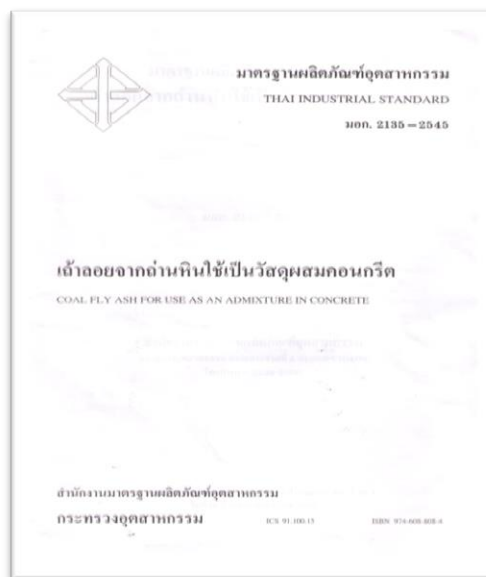 มาตรฐานผลิตภัณฑ์อุตสาหกรรม
THAI INDUSTRIAL STANDARD
มอก. 2135-2545
เถ้าลอยจากถ่านหินใช้เป็นวัสดุผสมคอนกรีต
COAL FLY ASH FOR USE AS AN ADMIXTURE IN CONCRETE
สำนักงานมาตรฐานผลิตภัณฑ์อุตสาหกรรม
กระทรวงอุตสาหกรรม ICS 91.100.15 ISBN 974-608-808-4